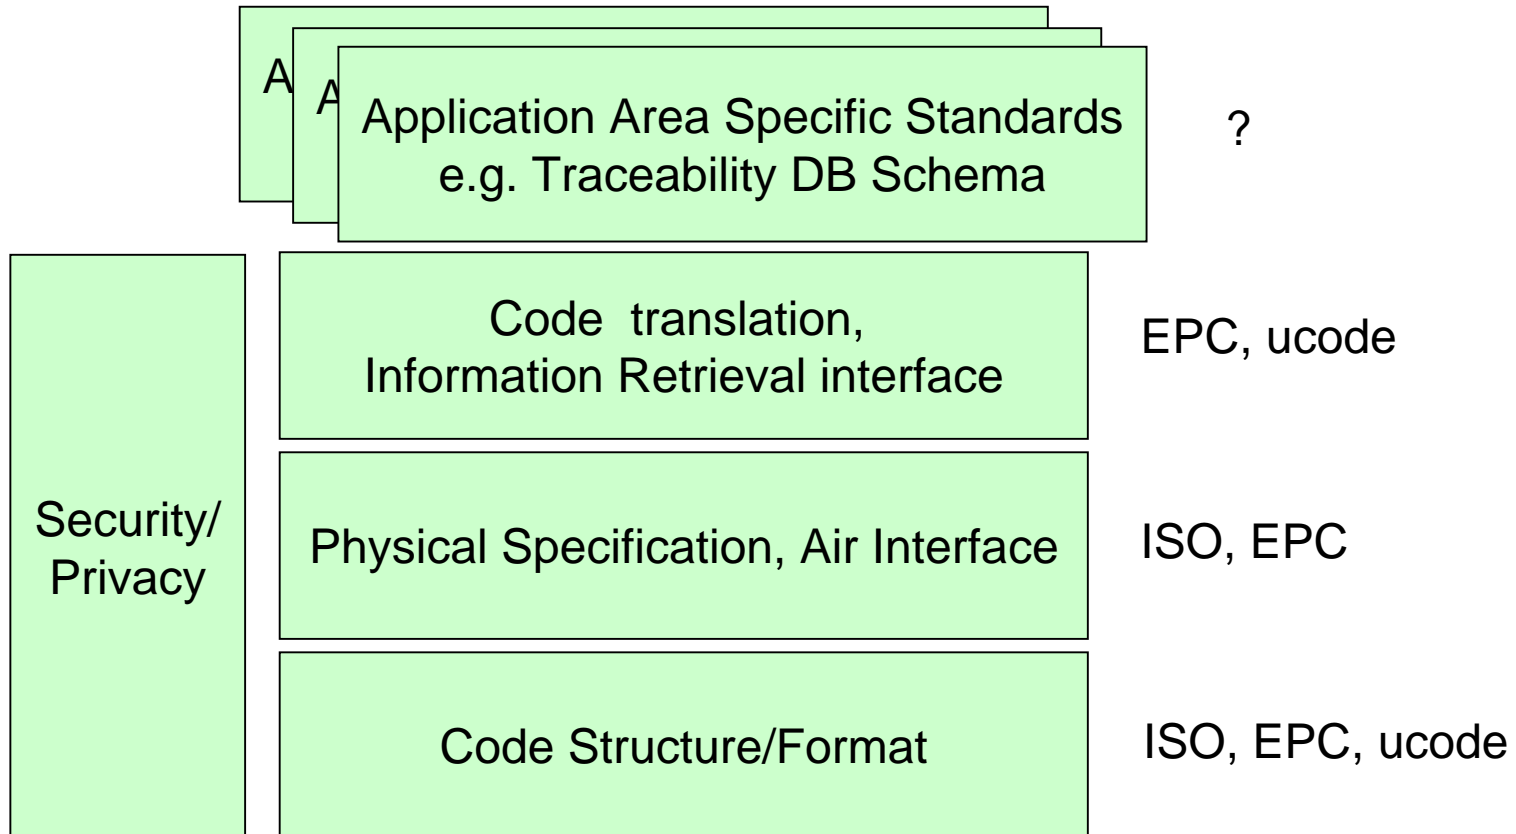 A
A
Application Area Specific Standards
e.g. Traceability DB Schema
?
Code translation,
Information Retrieval interface
EPC, ucode
Security/
Privacy
Physical Specification, Air Interface
ISO, EPC
Code Structure/Format
ISO, EPC, ucode